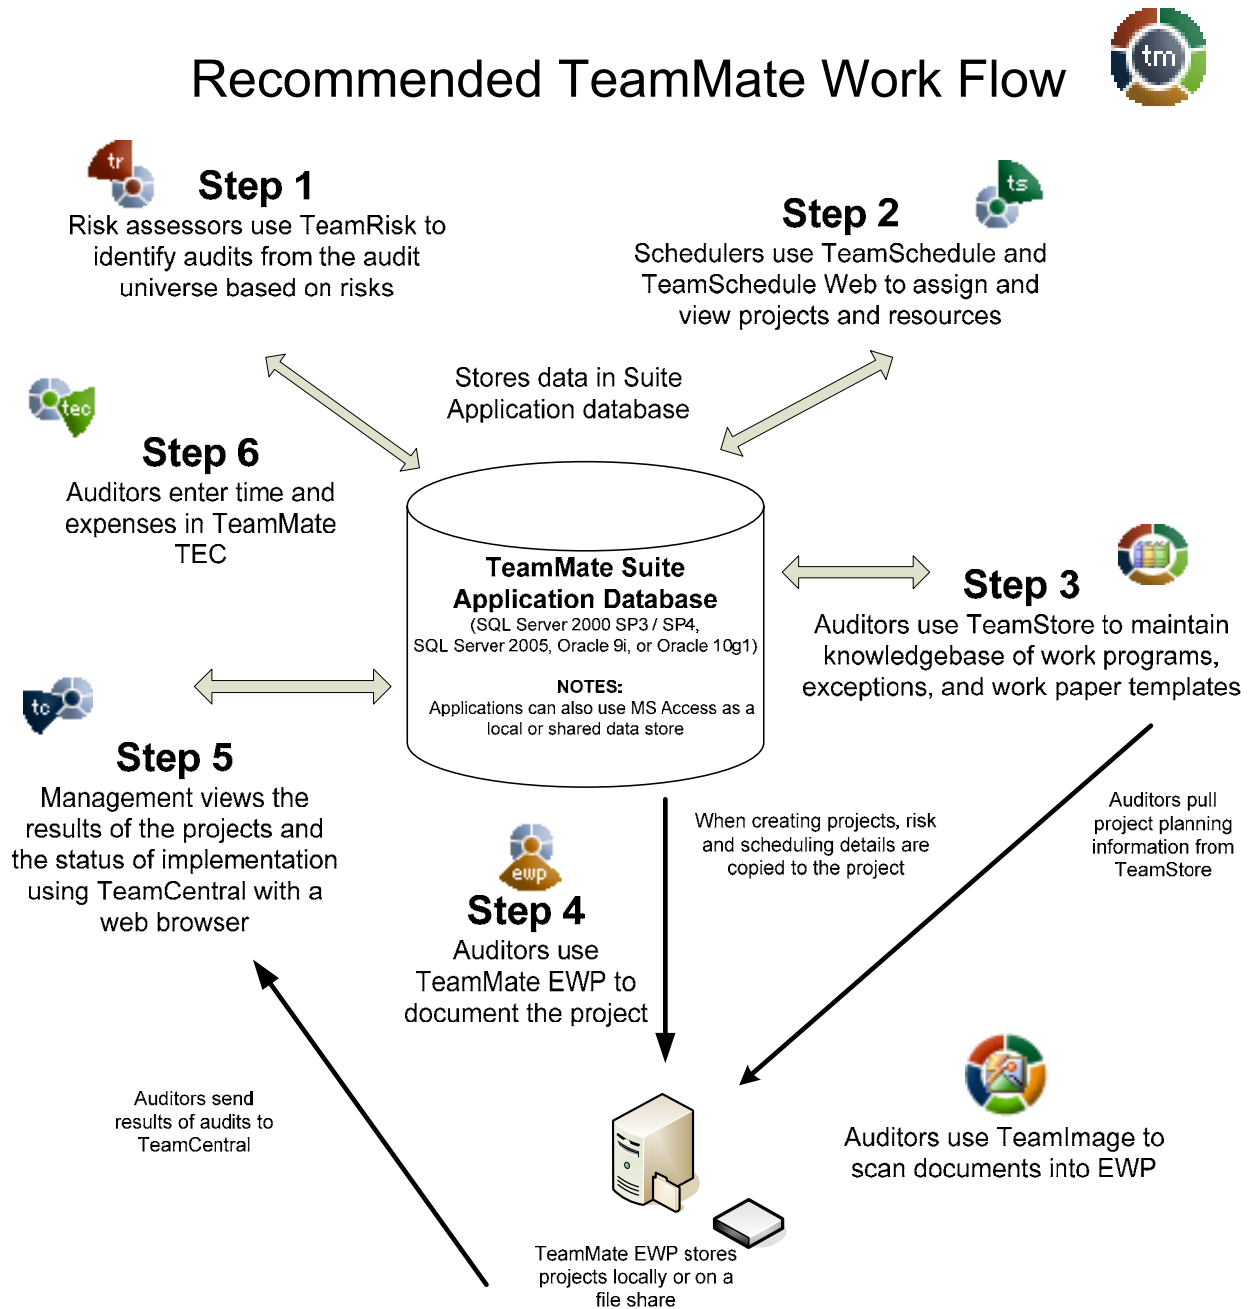 Recommended TeamMate Work Flow
tm
tr
Step 1
Risk assessors use TeamRisk to
identify audits from the audit
universe based on risks
ts
Step 2
Schedulers use TeamSchedule and
TeamSchedule Web to assign and
view projects and resources
Stores data in Suite
Application database
tec
Step 6
Auditors enter time and
expenses in TeamMate
TEC
TeamMate Suite
Application Database
(SQL Server 2000 SP3 / SP4,
SQL Server 2005, Oracle 9i, or Oracle 10g1)
NOTES:
Applications can also use MS Access as a
local or shared data store
Step 3
Auditors use TeamStore to maintain
knowledgebase of work programs,
exceptions, and work paper templates
tc
Step 5
Management views the
results of the projects and
the status of implementation
using TeamCentral with a
web browser
ewp
Step 4
Auditors use
TeamMate EWP to
document the project
When creating projects, risk
and scheduling details are
copied to the project
Auditors pull
project planning
information from
TeamStore
Auditors send
results of audits to
TeamCentral
Auditors use TeamImage to
scan documents into EWP
TeamMate EWP stores
projects locally or on a
file share